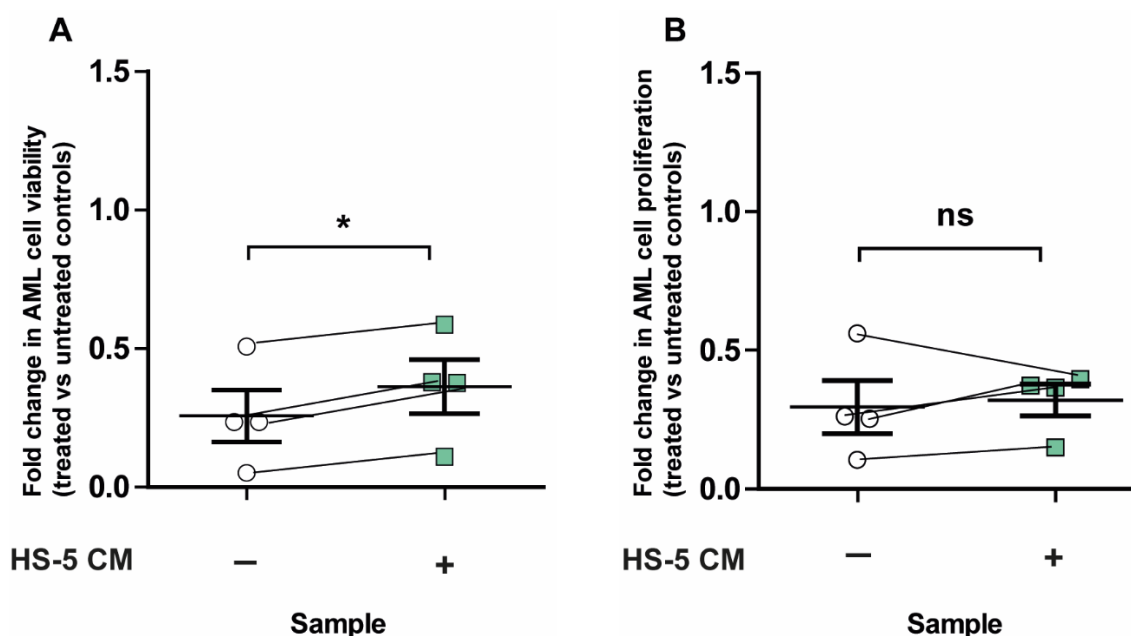 A
Fold change in AML cell viability
(treated vs untreated controls)
1.5
1.0
0.5
0.0
*
HS-5 CM
− +
Sample
B
Fold change in AML cell proliferation
(treated vs untreated controls)
1.5
1.0
0.5
0.0
ns
HS-5 CM
− +
Sample